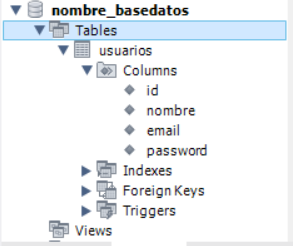 nombre_basedatos
Tables
usuarios
Columns
id
nombre
email
password
Indexes
Foreign Keys
Triggers
Views